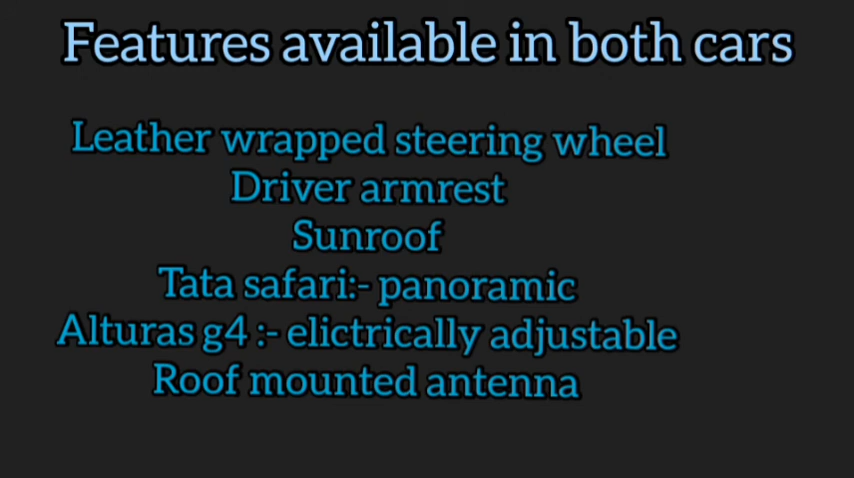 Features available in both cars
Leather wrapped steering wheel
Driver armrest
Sunroof
Tata safari:- panoramic
Alturas g4 :- elictrically adjustable
Roof mounted antenna